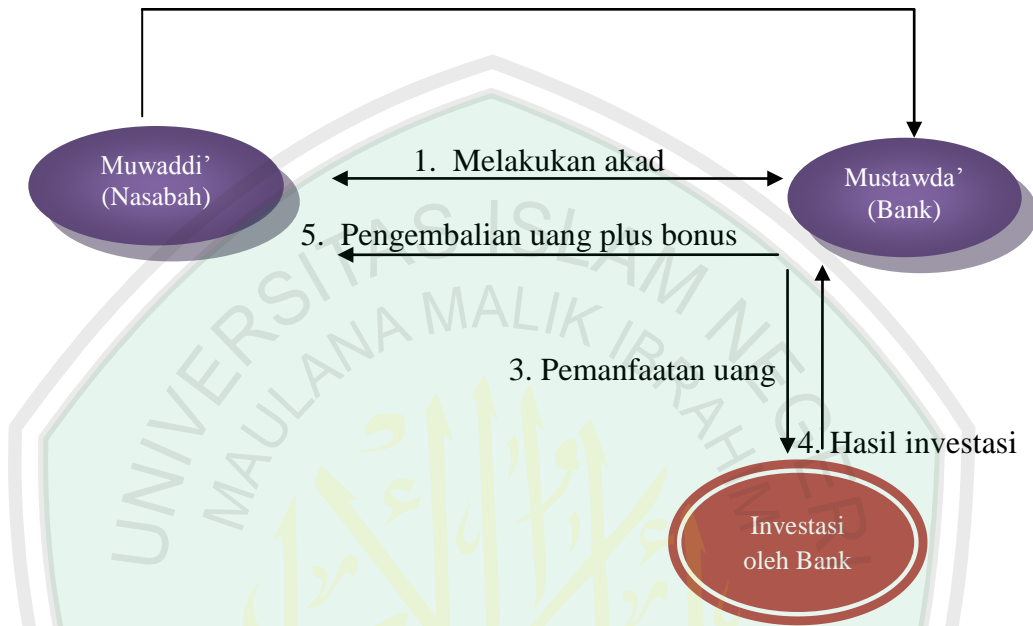 Muwaddi’
(Nasabah)
1. Melakukan akad
Mustawda’
(Bank)
5. Pengembalian uang plus bonus
3. Pemanfaatan uang
4. Hasil investasi
Investasi
oleh Bank
UNIVERSITAS ISLAM NEGERI
MAULANA MALIK IBRAHIM